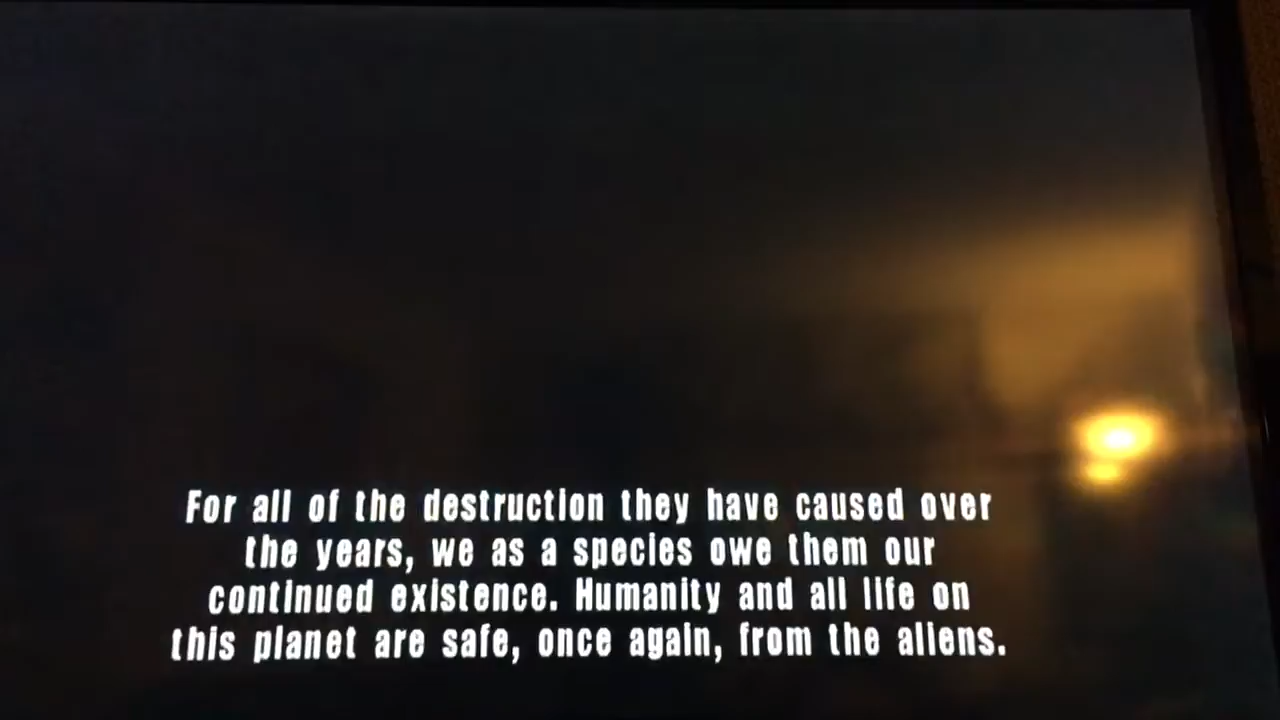 For all of the destruction they have caused over
the years, we as a species owe them our
continued existence. Humanity and all life on
this planet are safe, once again, from the aliens.